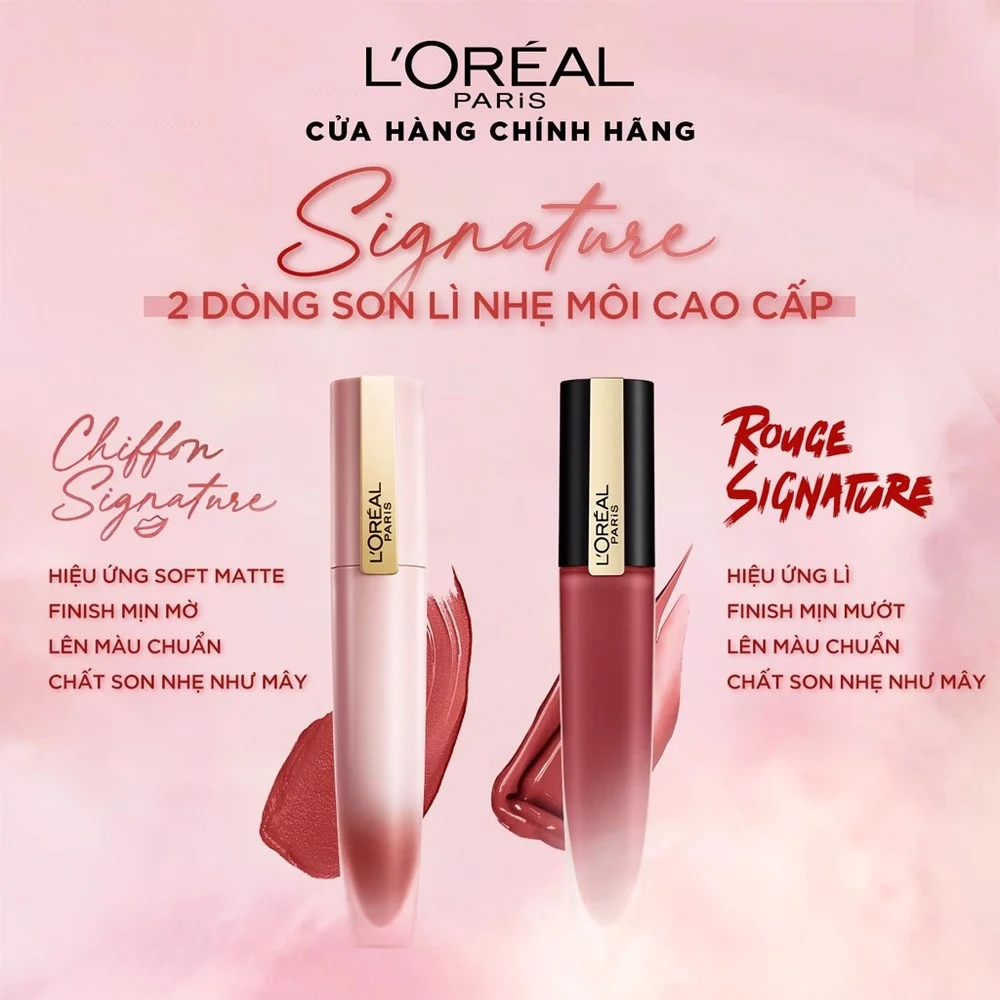 L'ORÉAL
PARiS
CỬA HÀNG CHÍNH HÃNG
Signature
2 DÒNG SON LÌ NHẸ MÔI CAO CẤP
Chiffon
Signature
HIỆU ỨNG SOFT MATTE
FINISH MỊN MỜ
LÊN MÀU CHUẨN
CHẤT SON NHẸ NHƯ MÂY
L'ORÉAL
PARiS
L'ORÉAL
PARiS
ROUGE
SIGNATURE
HIỆU ỨNG LÌ
FINISH MỊN MƯỚT
LÊN MÀU CHUẨN
CHẤT SON NHẸ NHƯ MÂY